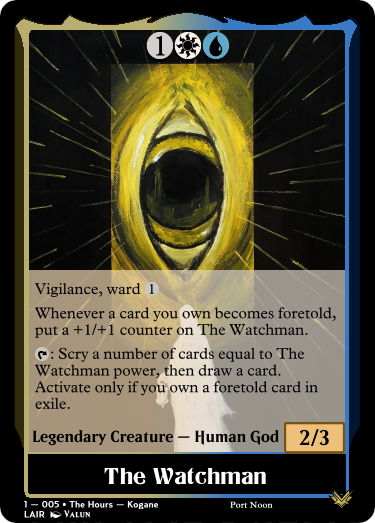 1
Vigilance, ward 1
Whenever a card you own becomes foretold,
put a +1/+1 counter on The Watchman.
: Scry a number of cards equal to The
Watchman power, then draw a card.
Activate only if you own a foretold card in
exile.
Legendary Creature — Human God 2/3
The Watchman
1 — 005 • The Hours — Kogane Port Noon
LAIR Valun